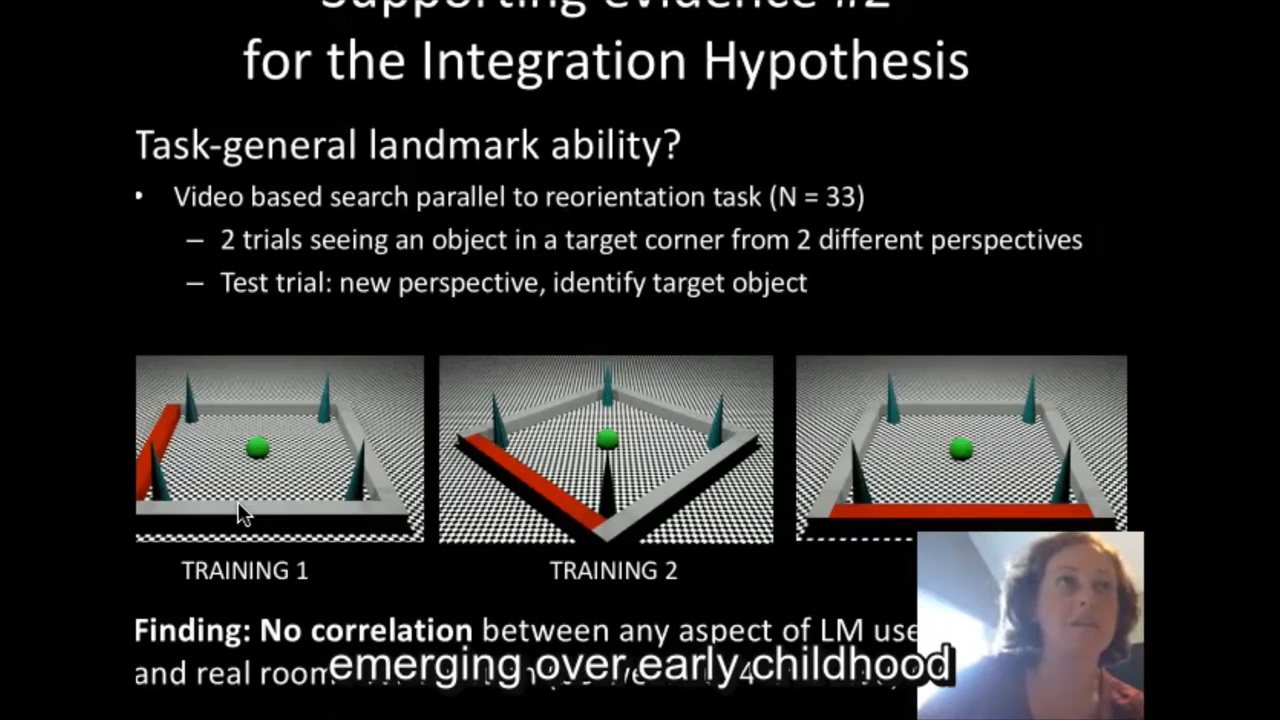 Supporting evidence #2
for the Integration Hypothesis
Task-general landmark ability?
• Video based search parallel to reorientation task (N = 33)
– 2 trials seeing an object in a target corner from 2 different perspectives
– Test trial: new perspective, identify target object
TRAINING 1
TRAINING 2
Finding: No correlation between any aspect of LM use
and real room
emerging over early childhood